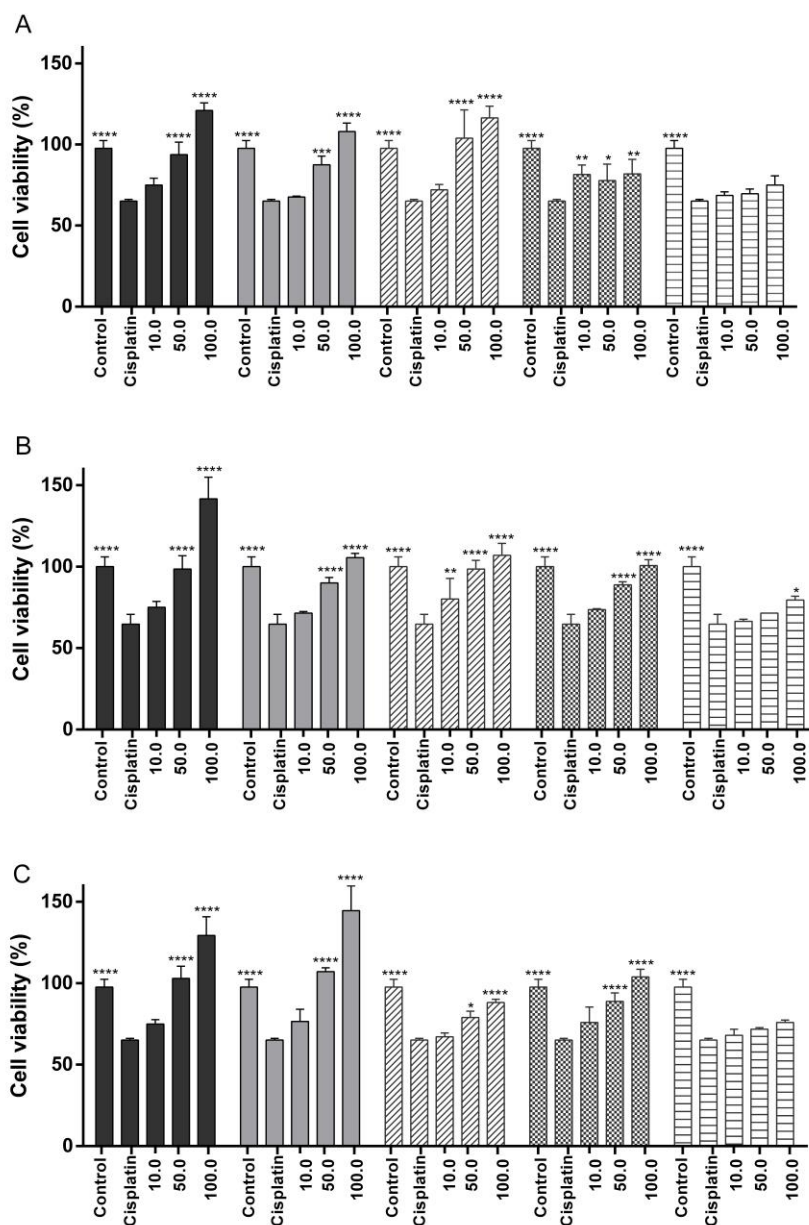 A
Cell viability (%)
150
100
50
0
**** **** ****
**** *** ****
**** **** ****
**** ** * **
****
Control Cisplatin 10.0 50.0 100.0
Control Cisplatin 10.0 50.0 100.0
Control Cisplatin 10.0 50.0 100.0
Control Cisplatin 10.0 50.0 100.0
Control Cisplatin 10.0 50.0 100.0
B
Cell viability (%)
150
100
50
0
**** **** ****
**** **** ****
**** ** **** ****
**** **** ****
**** *
Control Cisplatin 10.0 50.0 100.0
Control Cisplatin 10.0 50.0 100.0
Control Cisplatin 10.0 50.0 100.0
Control Cisplatin 10.0 50.0 100.0
Control Cisplatin 10.0 50.0 100.0
C
Cell viability (%)
150
100
50
0
**** **** ****
**** **** ****
**** * ****
**** **** ****
****
Control Cisplatin 10.0 50.0 100.0
Control Cisplatin 10.0 50.0 100.0
Control Cisplatin 10.0 50.0 100.0
Control Cisplatin 10.0 50.0 100.0
Control Cisplatin 10.0 50.0 100.0